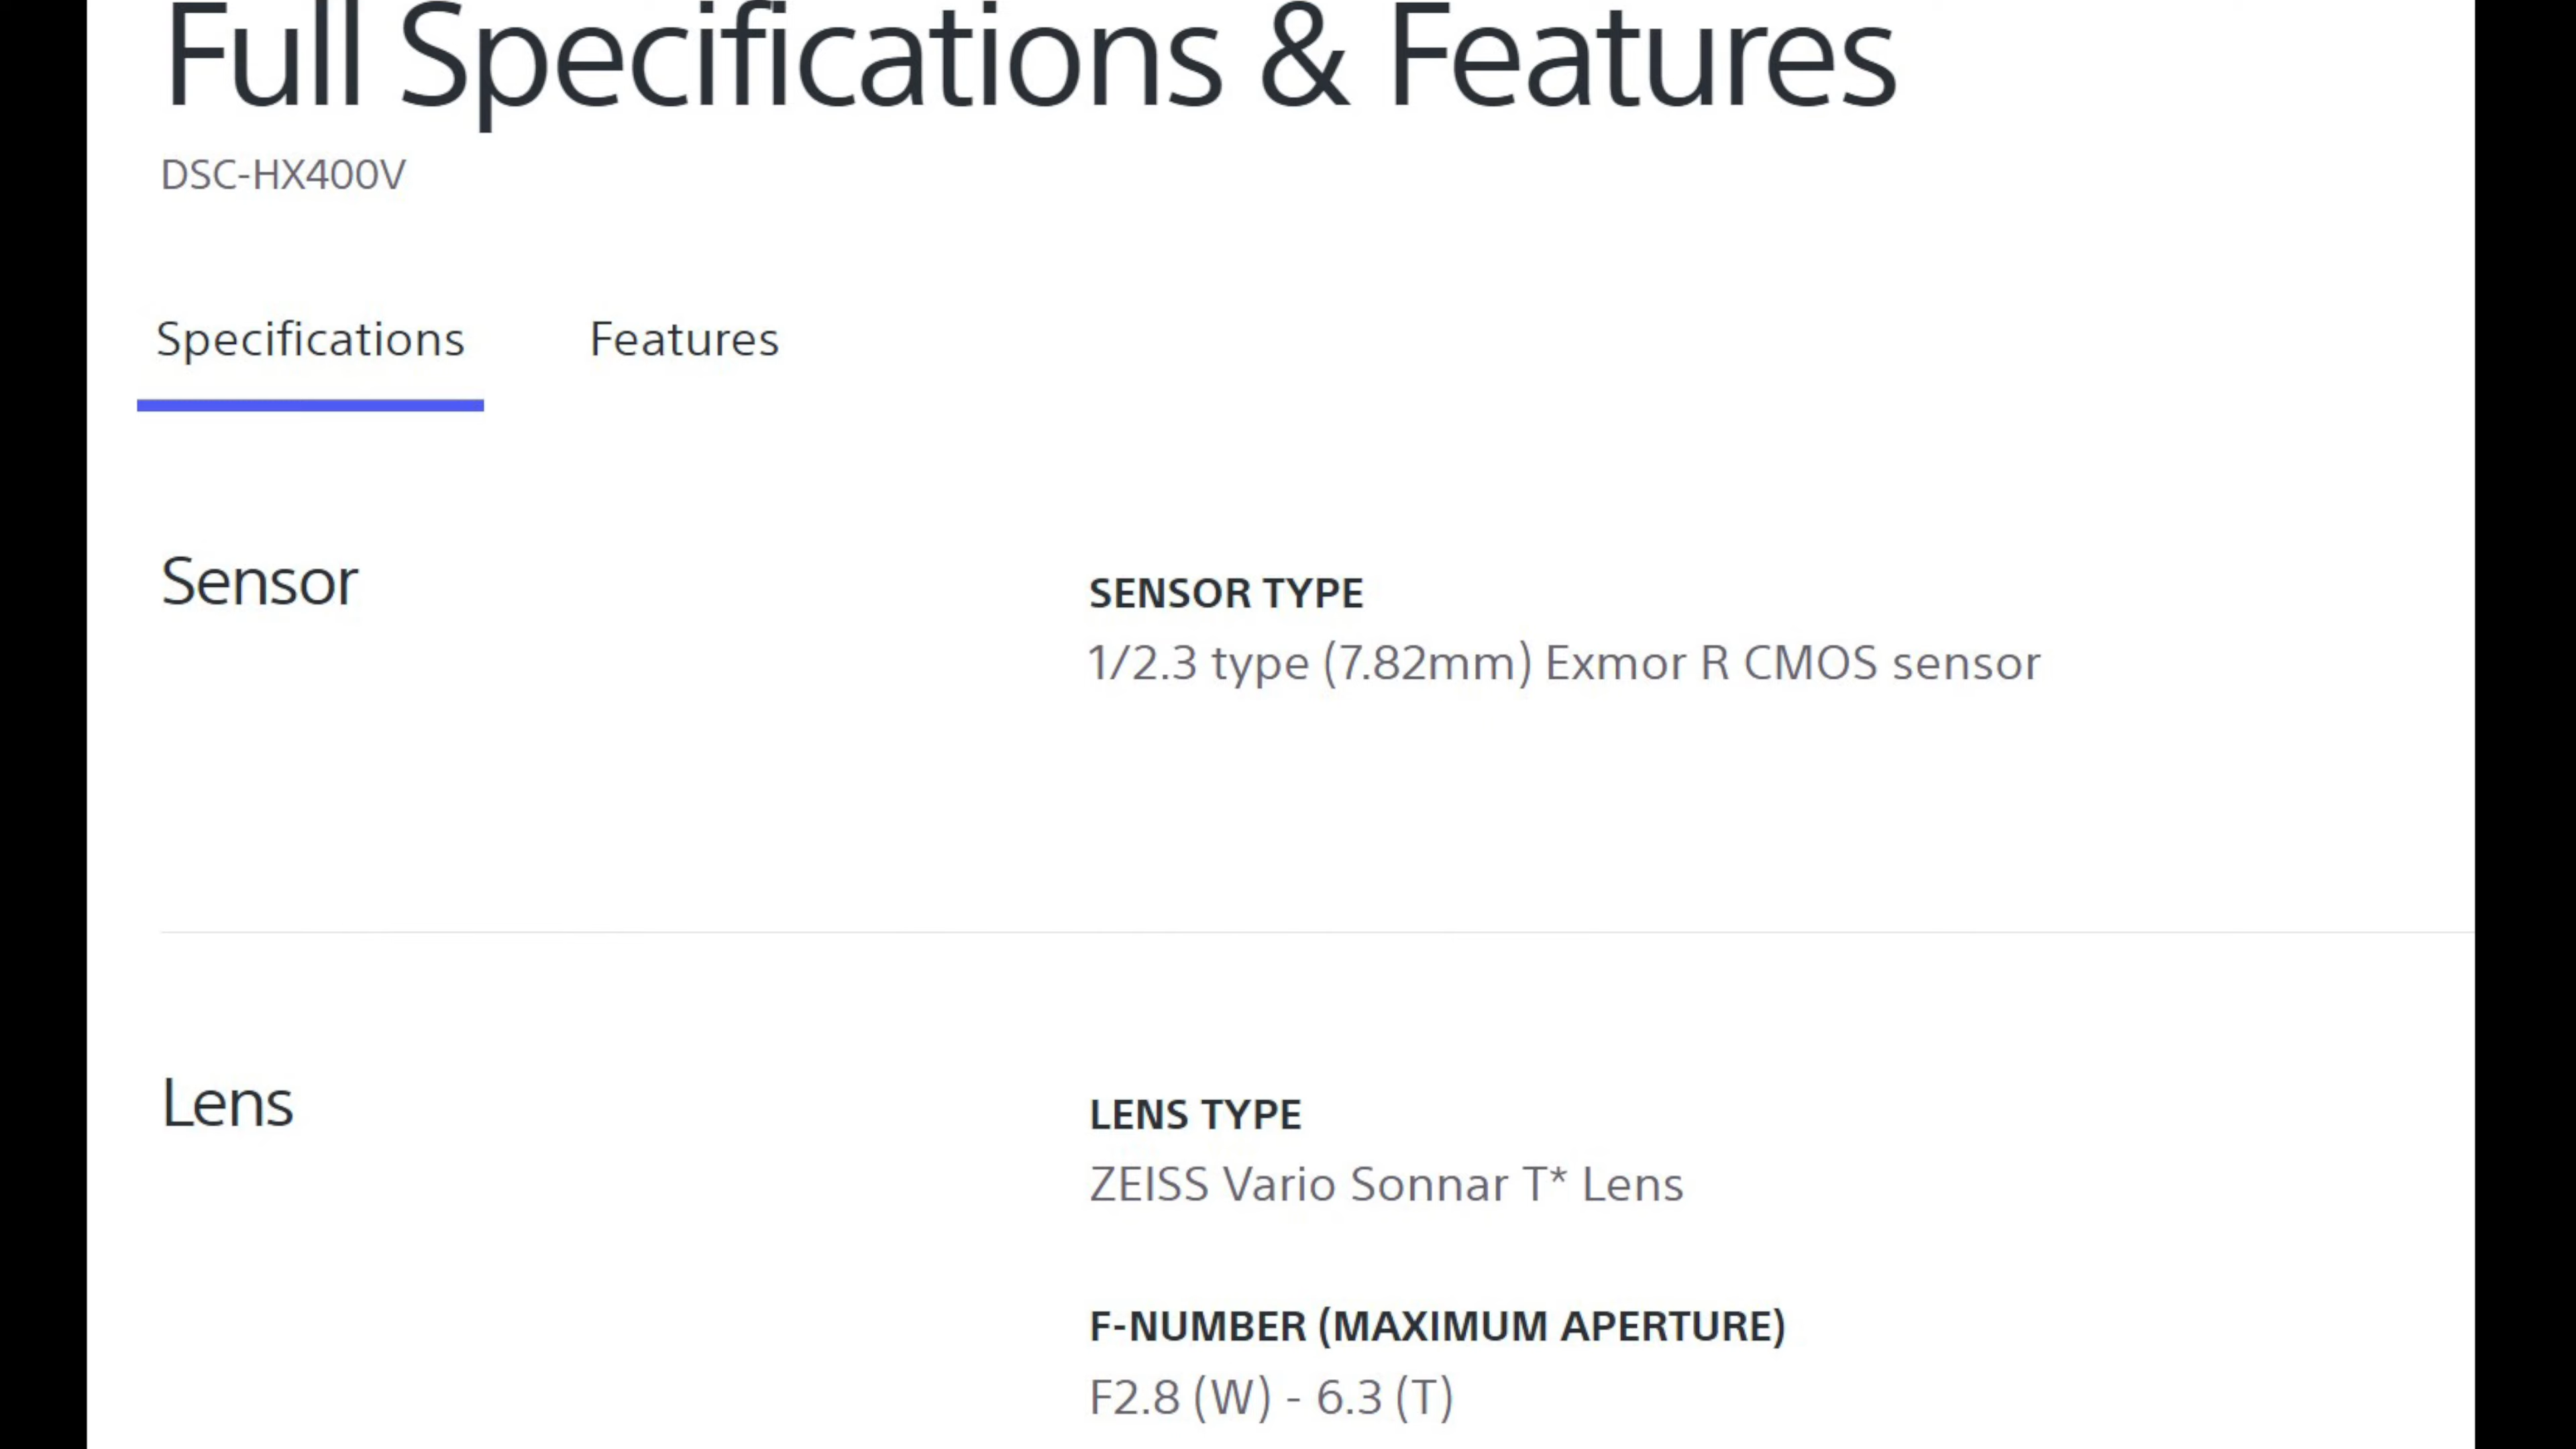 Full Specifications & Features
DSC-HX400V
Specifications Features
Sensor
SENSOR TYPE
1/2.3 type (7.82mm) Exmor R CMOS sensor
Lens
LENS TYPE
ZEISS Vario Sonnar T* Lens
F-NUMBER (MAXIMUM APERTURE)
F2.8 (W) - 6.3 (T)